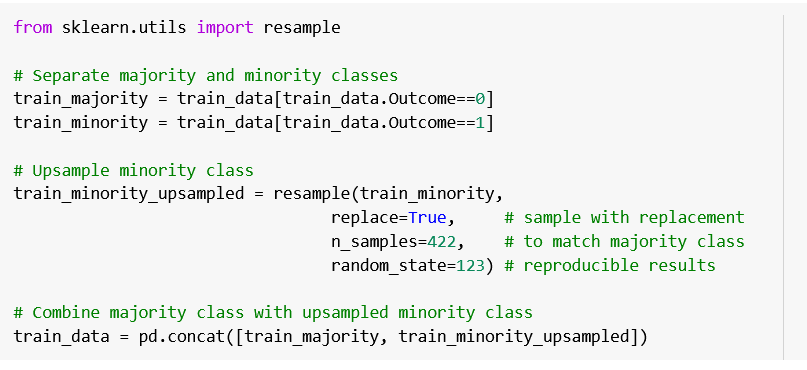 from sklearn.utils import resample
# Separate majority and minority classes
train_majority = train_data[train_data.Outcome==0]
train_minority = train_data[train_data.Outcome==1]
# Upsample minority class
train_minority_upsampled = resample(train_minority,
replace=True,     # sample with replacement
n_samples=422,    # to match majority class
random_state=123) # reproducible results
# Combine majority class with upsampled minority class
train_data = pd.concat([train_majority, train_minority_upsampled])